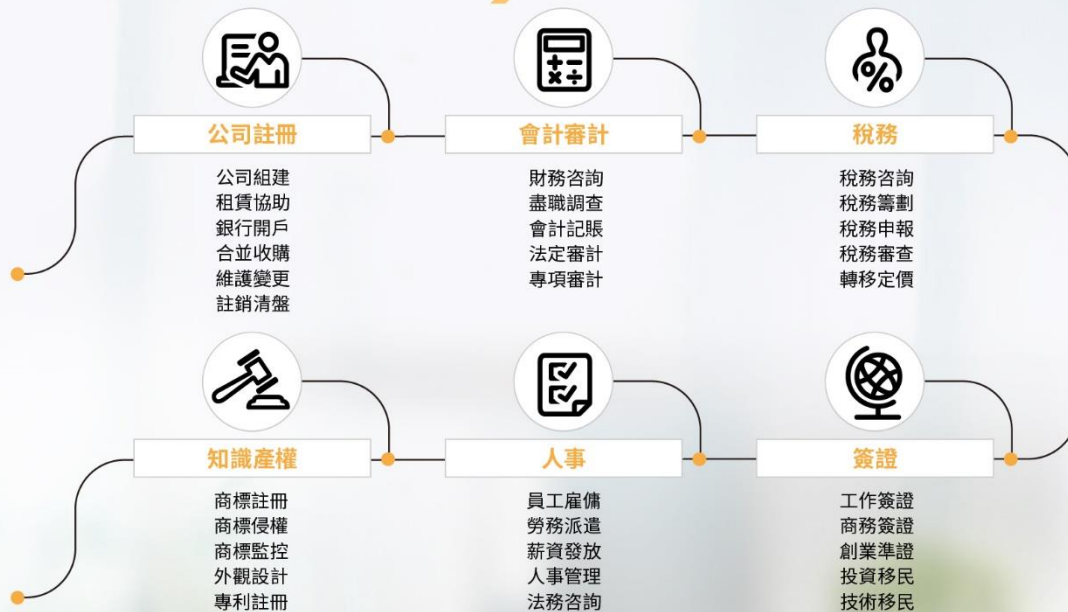 公司註冊
公司組建
租賃協助
銀行開戶
合並收購
維護變更
註銷清盤
會計審計
財務咨詢
盡職調查
會計記賬
法定審計
專項審計
稅務
稅務咨詢
稅務籌劃
稅務申報
稅務審查
轉移定價
知識產權
商標註冊
商標侵權
商標監控
外觀設計
專利註冊
人事
員工雇傭
勞務派遣
薪資發放
人事管理
法務咨詢
簽證
工作簽證
商務簽證
創業準證
投資移民
技術移民